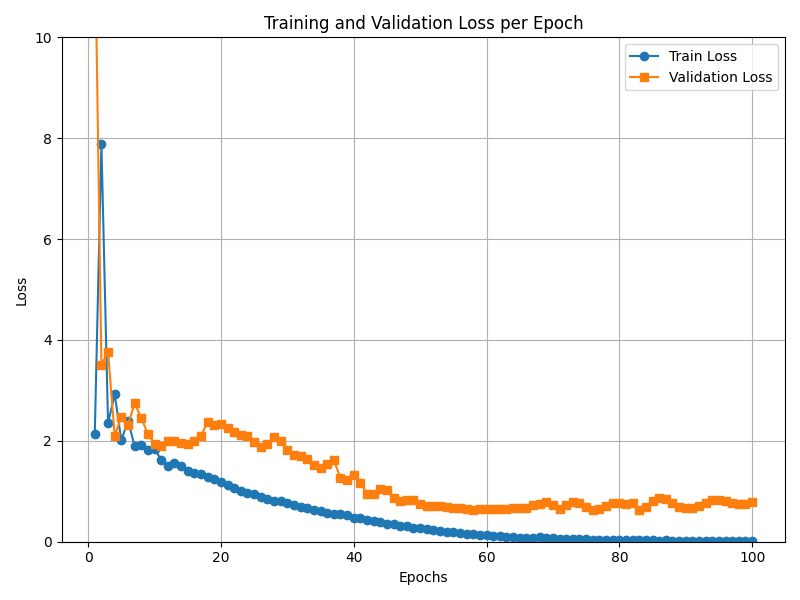 Training and Validation Loss per Epoch
Train Loss
Validation Loss
10
8
6
4
2
0
Loss
0 20 40 60 80 100
Epochs